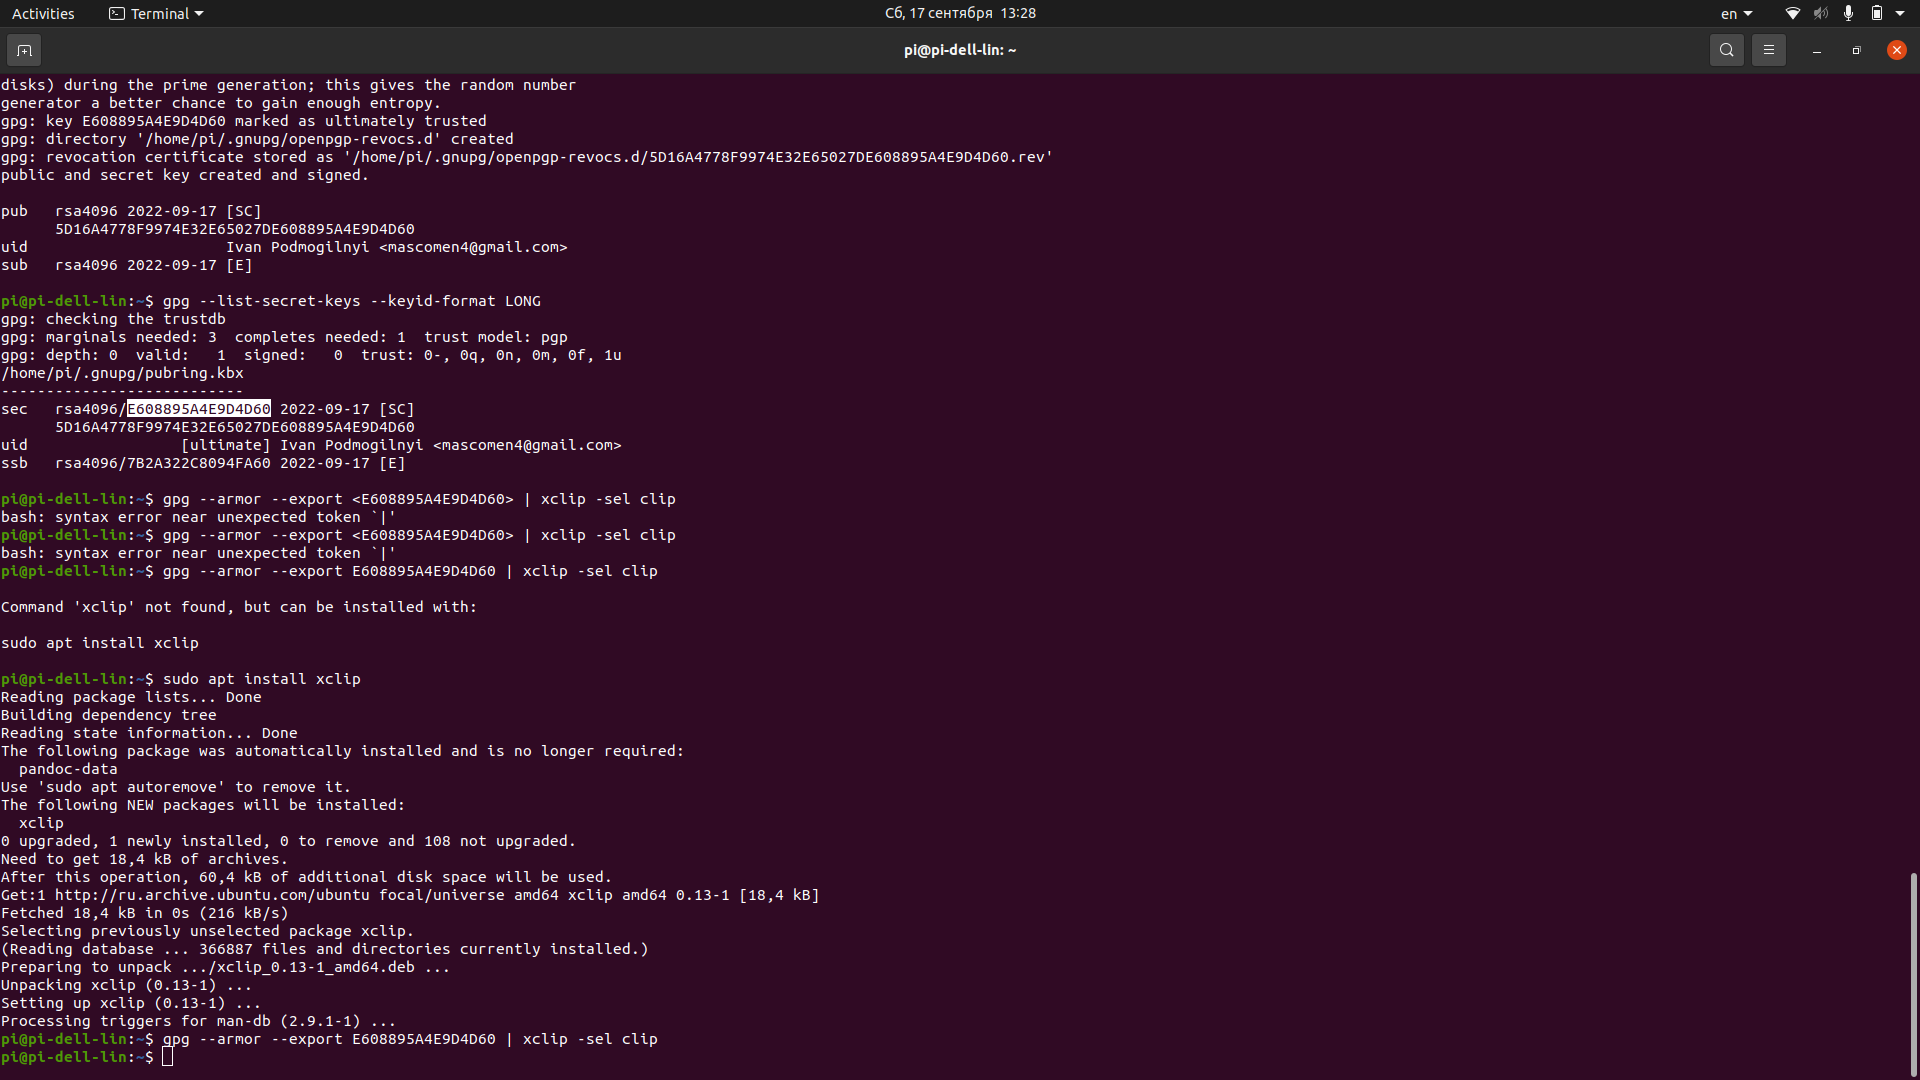 Activities Terminal Сб, 17 сентября 13:28 en
pi@pi-dell-lin: ~
disks) during the prime generation; this gives the random number
generator a better chance to gain enough entropy.
gpg: key E608895A4E9D4D60 marked as ultimately trusted
gpg: directory '/home/pi/.gnupg/openpgp-revocs.d' created
gpg: revocation certificate stored as '/home/pi/.gnupg/openpgp-revocs.d/5D16A4778F9974E32E65027DE608895A4E9D4D60.rev'
public and secret key created and signed.
pub   rsa4096 2022-09-17 [SC]
      5D16A4778F9974E32E65027DE608895A4E9D4D60
uid                      Ivan Podmogilnyi <mascomen4@gmail.com>
sub   rsa4096 2022-09-17 [E]
pi@pi-dell-lin:~$ gpg --list-secret-keys --keyid-format LONG
gpg: checking the trustdb
gpg: marginals needed: 3  completes needed: 1  trust model: pgp
gpg: depth: 0  valid:   1  signed:   0  trust: 0-, 0q, 0n, 0m, 0f, 1u
/home/pi/.gnupg/pubring.kbx
---------------------------
sec   rsa4096/E608895A4E9D4D60 2022-09-17 [SC]
      5D16A4778F9974E32E65027DE608895A4E9D4D60
uid                 [ultimate] Ivan Podmogilnyi <mascomen4@gmail.com>
ssb   rsa4096/7B2A322C8094FA60 2022-09-17 [E]
pi@pi-dell-lin:~$ gpg --armor --export <E608895A4E9D4D60> | xclip -sel clip
bash: syntax error near unexpected token `|'
pi@pi-dell-lin:~$ gpg --armor --export <E608895A4E9D4D60> | xclip -sel clip
bash: syntax error near unexpected token `|'
pi@pi-dell-lin:~$ gpg --armor --export E608895A4E9D4D60 | xclip -sel clip
Command 'xclip' not found, but can be installed with:
sudo apt install xclip
pi@pi-dell-lin:~$ sudo apt install xclip
Reading package lists... Done
Building dependency tree
Reading state information... Done
The following package was automatically installed and is no longer required:
  pandoc-data
Use 'sudo apt autoremove' to remove it.
The following NEW packages will be installed:
  xclip
0 upgraded, 1 newly installed, 0 to remove and 108 not upgraded.
Need to get 18,4 kB of archives.
After this operation, 60,4 kB of additional disk space will be used.
Get:1 http://ru.archive.ubuntu.com/ubuntu focal/universe amd64 xclip amd64 0.13-1 [18,4 kB]
Fetched 18,4 kB in 0s (216 kB/s)
Selecting previously unselected package xclip.
(Reading database ... 366887 files and directories currently installed.)
Preparing to unpack .../xclip_0.13-1_amd64.deb ...
Unpacking xclip (0.13-1) ...
Setting up xclip (0.13-1) ...
Processing triggers for man-db (2.9.1-1) ...
pi@pi-dell-lin:~$ gpg --armor --export E608895A4E9D4D60 | xclip -sel clip
pi@pi-dell-lin:~$